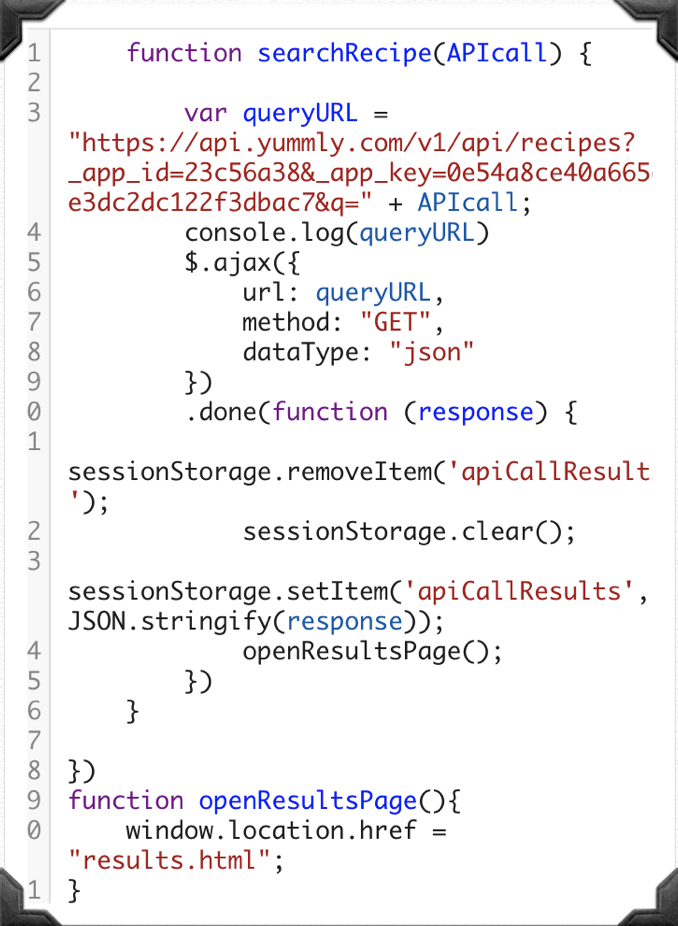 1 function searchRecipe(APIcall) {
2
3 var queryURL =
"https://api.yummly.com/v1/api/recipes?
_app_id=23c56a38&_app_key=0e54a8ce40a665
e3dc2dc122f3dbac7&q=" + APIcall;
4 console.log(queryURL)
5 $.ajax({
6 url: queryURL,
7 method: "GET",
8 dataType: "json"
9 })
0 .done(function (response) {
1
sessionStorage.removeItem('apiCallResult
');
2 sessionStorage.clear();
3
sessionStorage.setItem('apiCallResults',
JSON.stringify(response));
4 openResultsPage();
5 })
6 }
7
8 })
9 function openResultsPage(){
0 window.location.href =
"results.html";
1 }